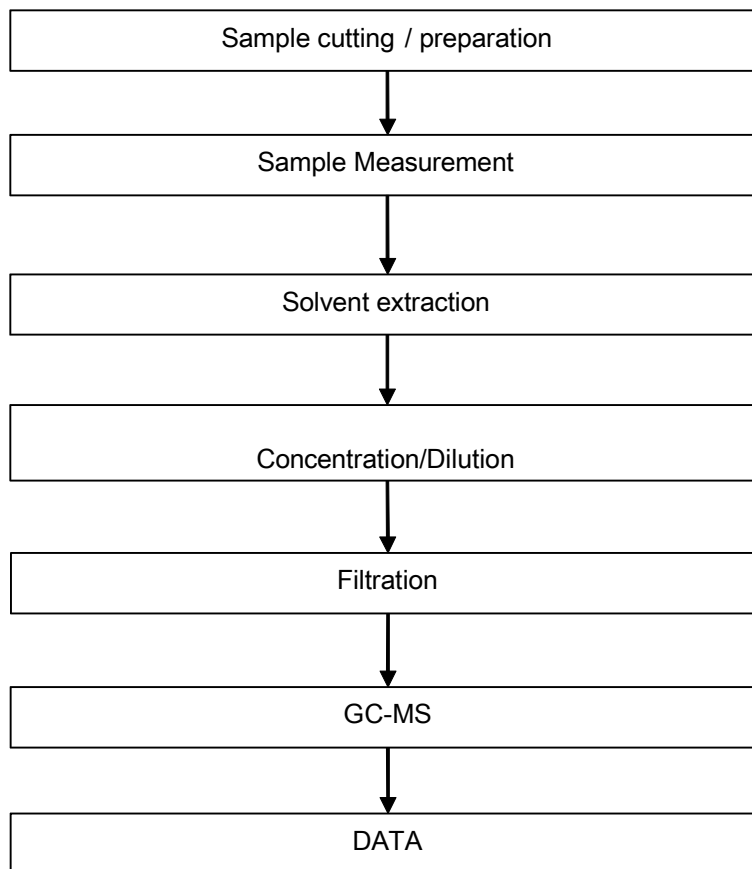 Sample cutting / preparation
Sample Measurement
Solvent extraction
Concentration/Dilution
Filtration
GC-MS
DATA